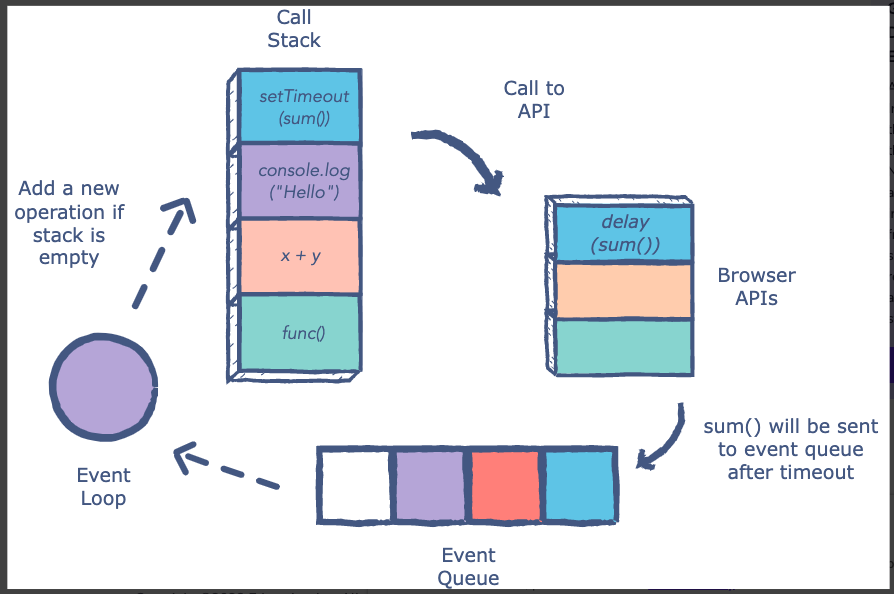 Call
Stack
setTimeout
(sum())
console.log
("Hello")
x + y
func()
Call to
API
delay
(sum())
Browser
APIs
Add a new
operation if
stack is
empty
Event
Loop
sum() will be sent
to event queue
after timeout
Event
Queue